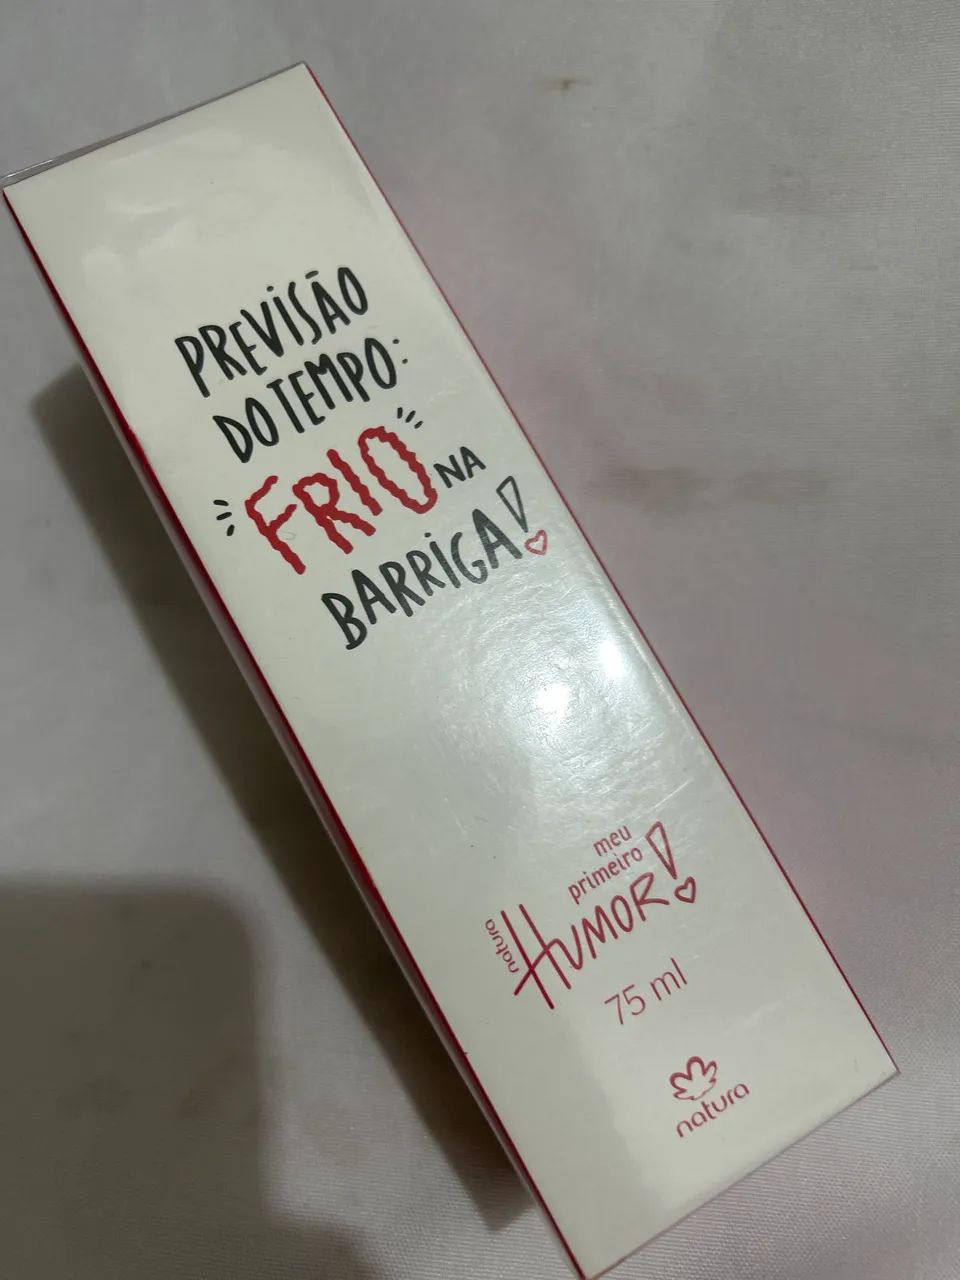 PREVISÃO
DO TEMPO:
FRIO NA
BARRIGA!
meu
primeiro
natura HUMOR!
75 ml
natura